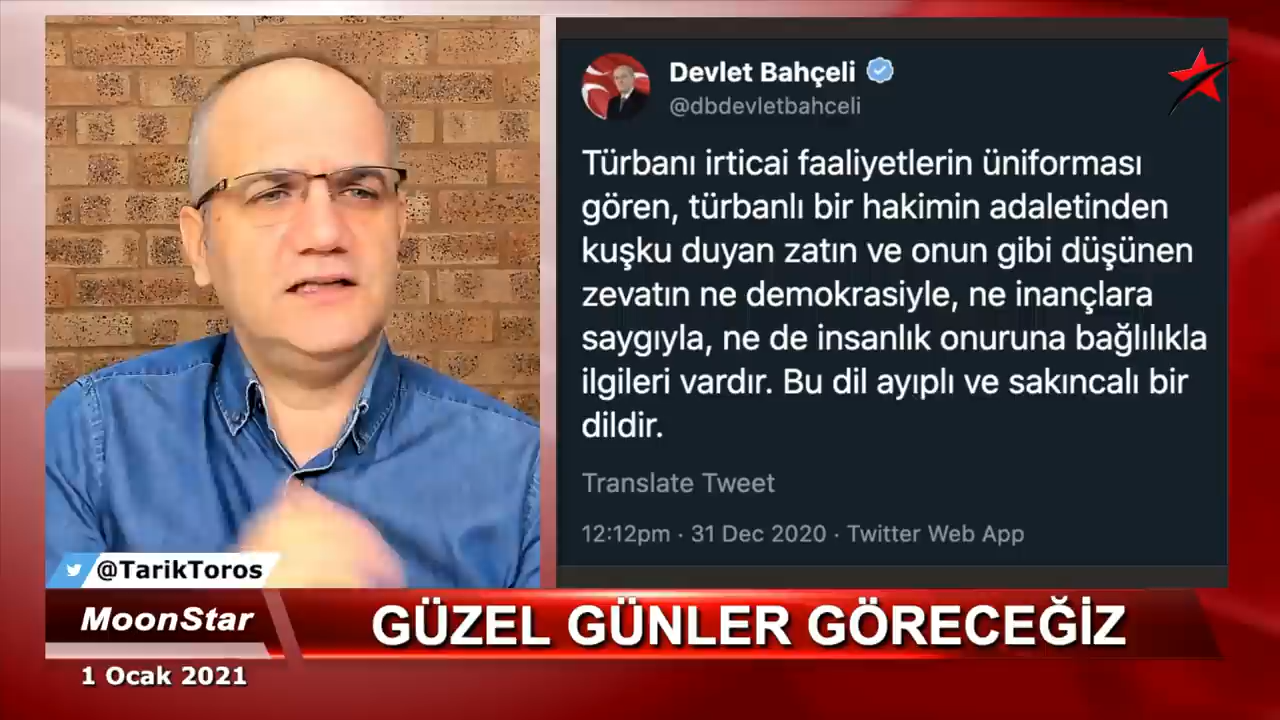 Devlet Bahçeli
@dbdevletbahceli
Türbanı irticai faaliyetlerin üniforması
gören, türbanlı bir hakimin adaletinden
kuşku duyan zatın ve onun gibi düşünen
zevatın ne demokrasiyle, ne inançlara
saygıyla, ne de insanlık onuruna bağlılıkla
ilgileri vardır. Bu dil ayıplı ve sakıncalı bir
dildir.
Translate Tweet
12:12pm · 31 Dec 2020 · Twitter Web App
@TarikToros
MoonStar
GÜZEL GÜNLER GÖRECEĞİZ
1 Ocak 2021